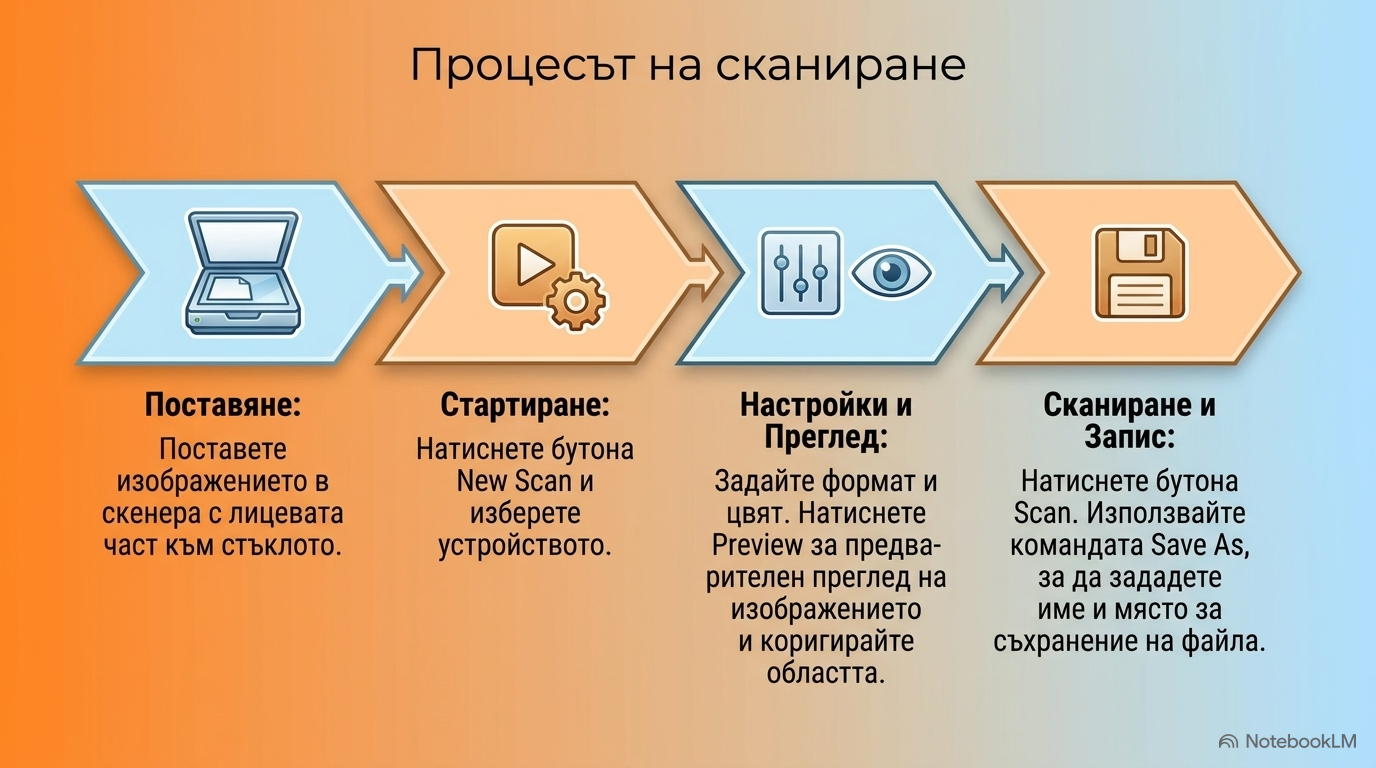 Процесът на сканиране
Поставяне:
Поставете
изображението в
скенера с лицевата
част към стъклото.
Стартиране:
Натиснете бутона
New Scan и
изберете
устройството.
Настройки и
Преглед:
Задайте формат и
цвят. Натиснете
Preview за предва-
рителен преглед на
изображението
и коригирайте
областта.
Сканиране и
Запис:
Натиснете бутона
Scan. Използвайте
командата Save As,
за да зададете
име и място за
съхранение на файла.
NotebookLM